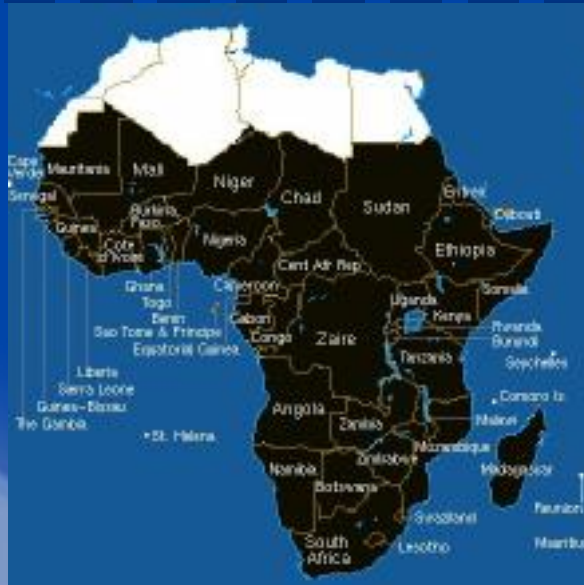 Cape
Verde
Mauritania
Mali
Niger
Chad
Sudan
Eritrea
Djibouti
Senegal
Burkina
Faso
Guinea
Cote
d'Ivoire
Nigeria
Ethiopia
Cent Afr Rep
Somalia
Ghana
Togo
Benin
Sao Tome & Principe
Equatorial Guinea
Cameroon
Gabon
Congo
Zaire
Uganda
Kenya
Rwanda
Burundi
Tanzania
Seychelles
Liberia
Sierra Leone
Guinea-Bissau
The Gambia
St. Helena
Angola
Zambia
Comoro Is
Malawi
Mozambique
Zimbabwe
Madagascar
Namibia
Botswana
Reunion
Swaziland
South
Africa
Lesotho
Mauritius